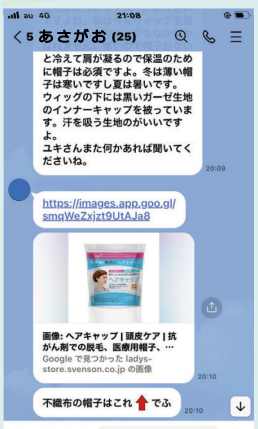 au 4G
21:08
5 あさがお (25)
と冷えて肩が凝るので保温のため
に帽子は必須ですよ。冬は薄い帽
子は寒いですし夏は暑いです。
ウィッグの下には黒いガーゼ生地
のインナーキャップを被っていま
す。汗を吸う生地のがいいです
よ。
ユキさんまた何かあれば聞いてく
ださいね。
20:09
https://images.app.goo.gl/
smqWeZxjzt9UtAJa8
ヘアキャップ
画像: ヘアキャップ | 頭皮ケア | 抗
がん剤での脱毛、医療用帽子、…
Google で見つかった ladys-
store.svenson.co.jp の画像
20:10
不織布の帽子はこれ⬆でふ
20:10